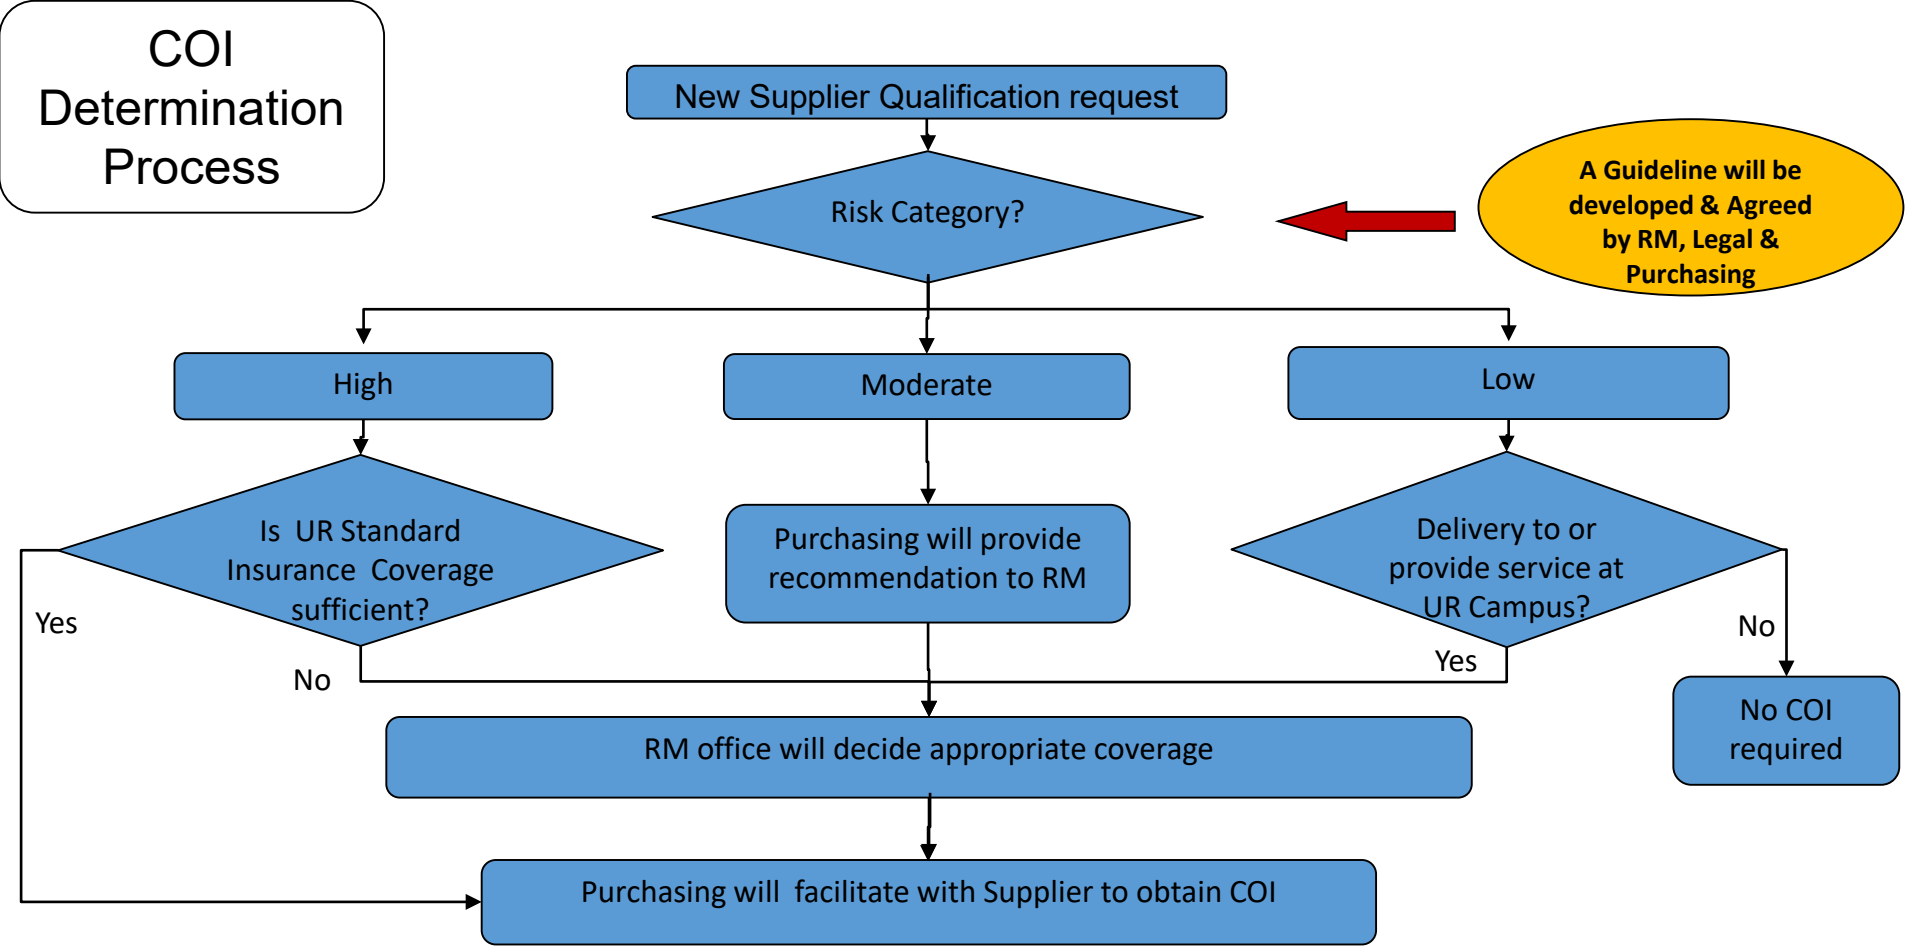 COI
Determination
Process
New Supplier Qualification request
Risk Category?
A Guideline will be
developed & Agreed
by RM, Legal &
Purchasing
High
Moderate
Low
Is UR Standard
Insurance Coverage
sufficient?
Purchasing will provide
recommendation to RM
Delivery to or
provide service at
UR Campus?
Yes
No
Yes
No
RM office will decide appropriate coverage
No COI
required
Purchasing will facilitate with Supplier to obtain COI